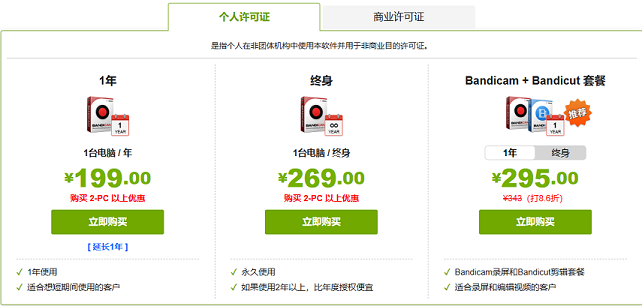 个人许可证
商业许可证
是指个人在非团体机构中使用本软件并用于非商业目的许可证。
1年
1
YEAR
1台电脑 / 年
¥199.00
购买 2-PC 以上优惠
立即购买
[ 延长1年 ]
✓ 1年使用
✓ 适合想短期间使用的客户
终身
∞
YEAR
1台电脑 / 终身
¥269.00
购买 2-PC 以上优惠
立即购买
✓ 永久使用
✓ 如果使用2年以上，比年度授权便宜
Bandicam + Bandicut 套餐
推荐
1
YEAR
1年
终身
¥295.00
¥343 (打8.6折)
立即购买
✓ Bandicam录屏和Bandicut剪辑套餐
✓ 适合录屏和编辑视频的客户